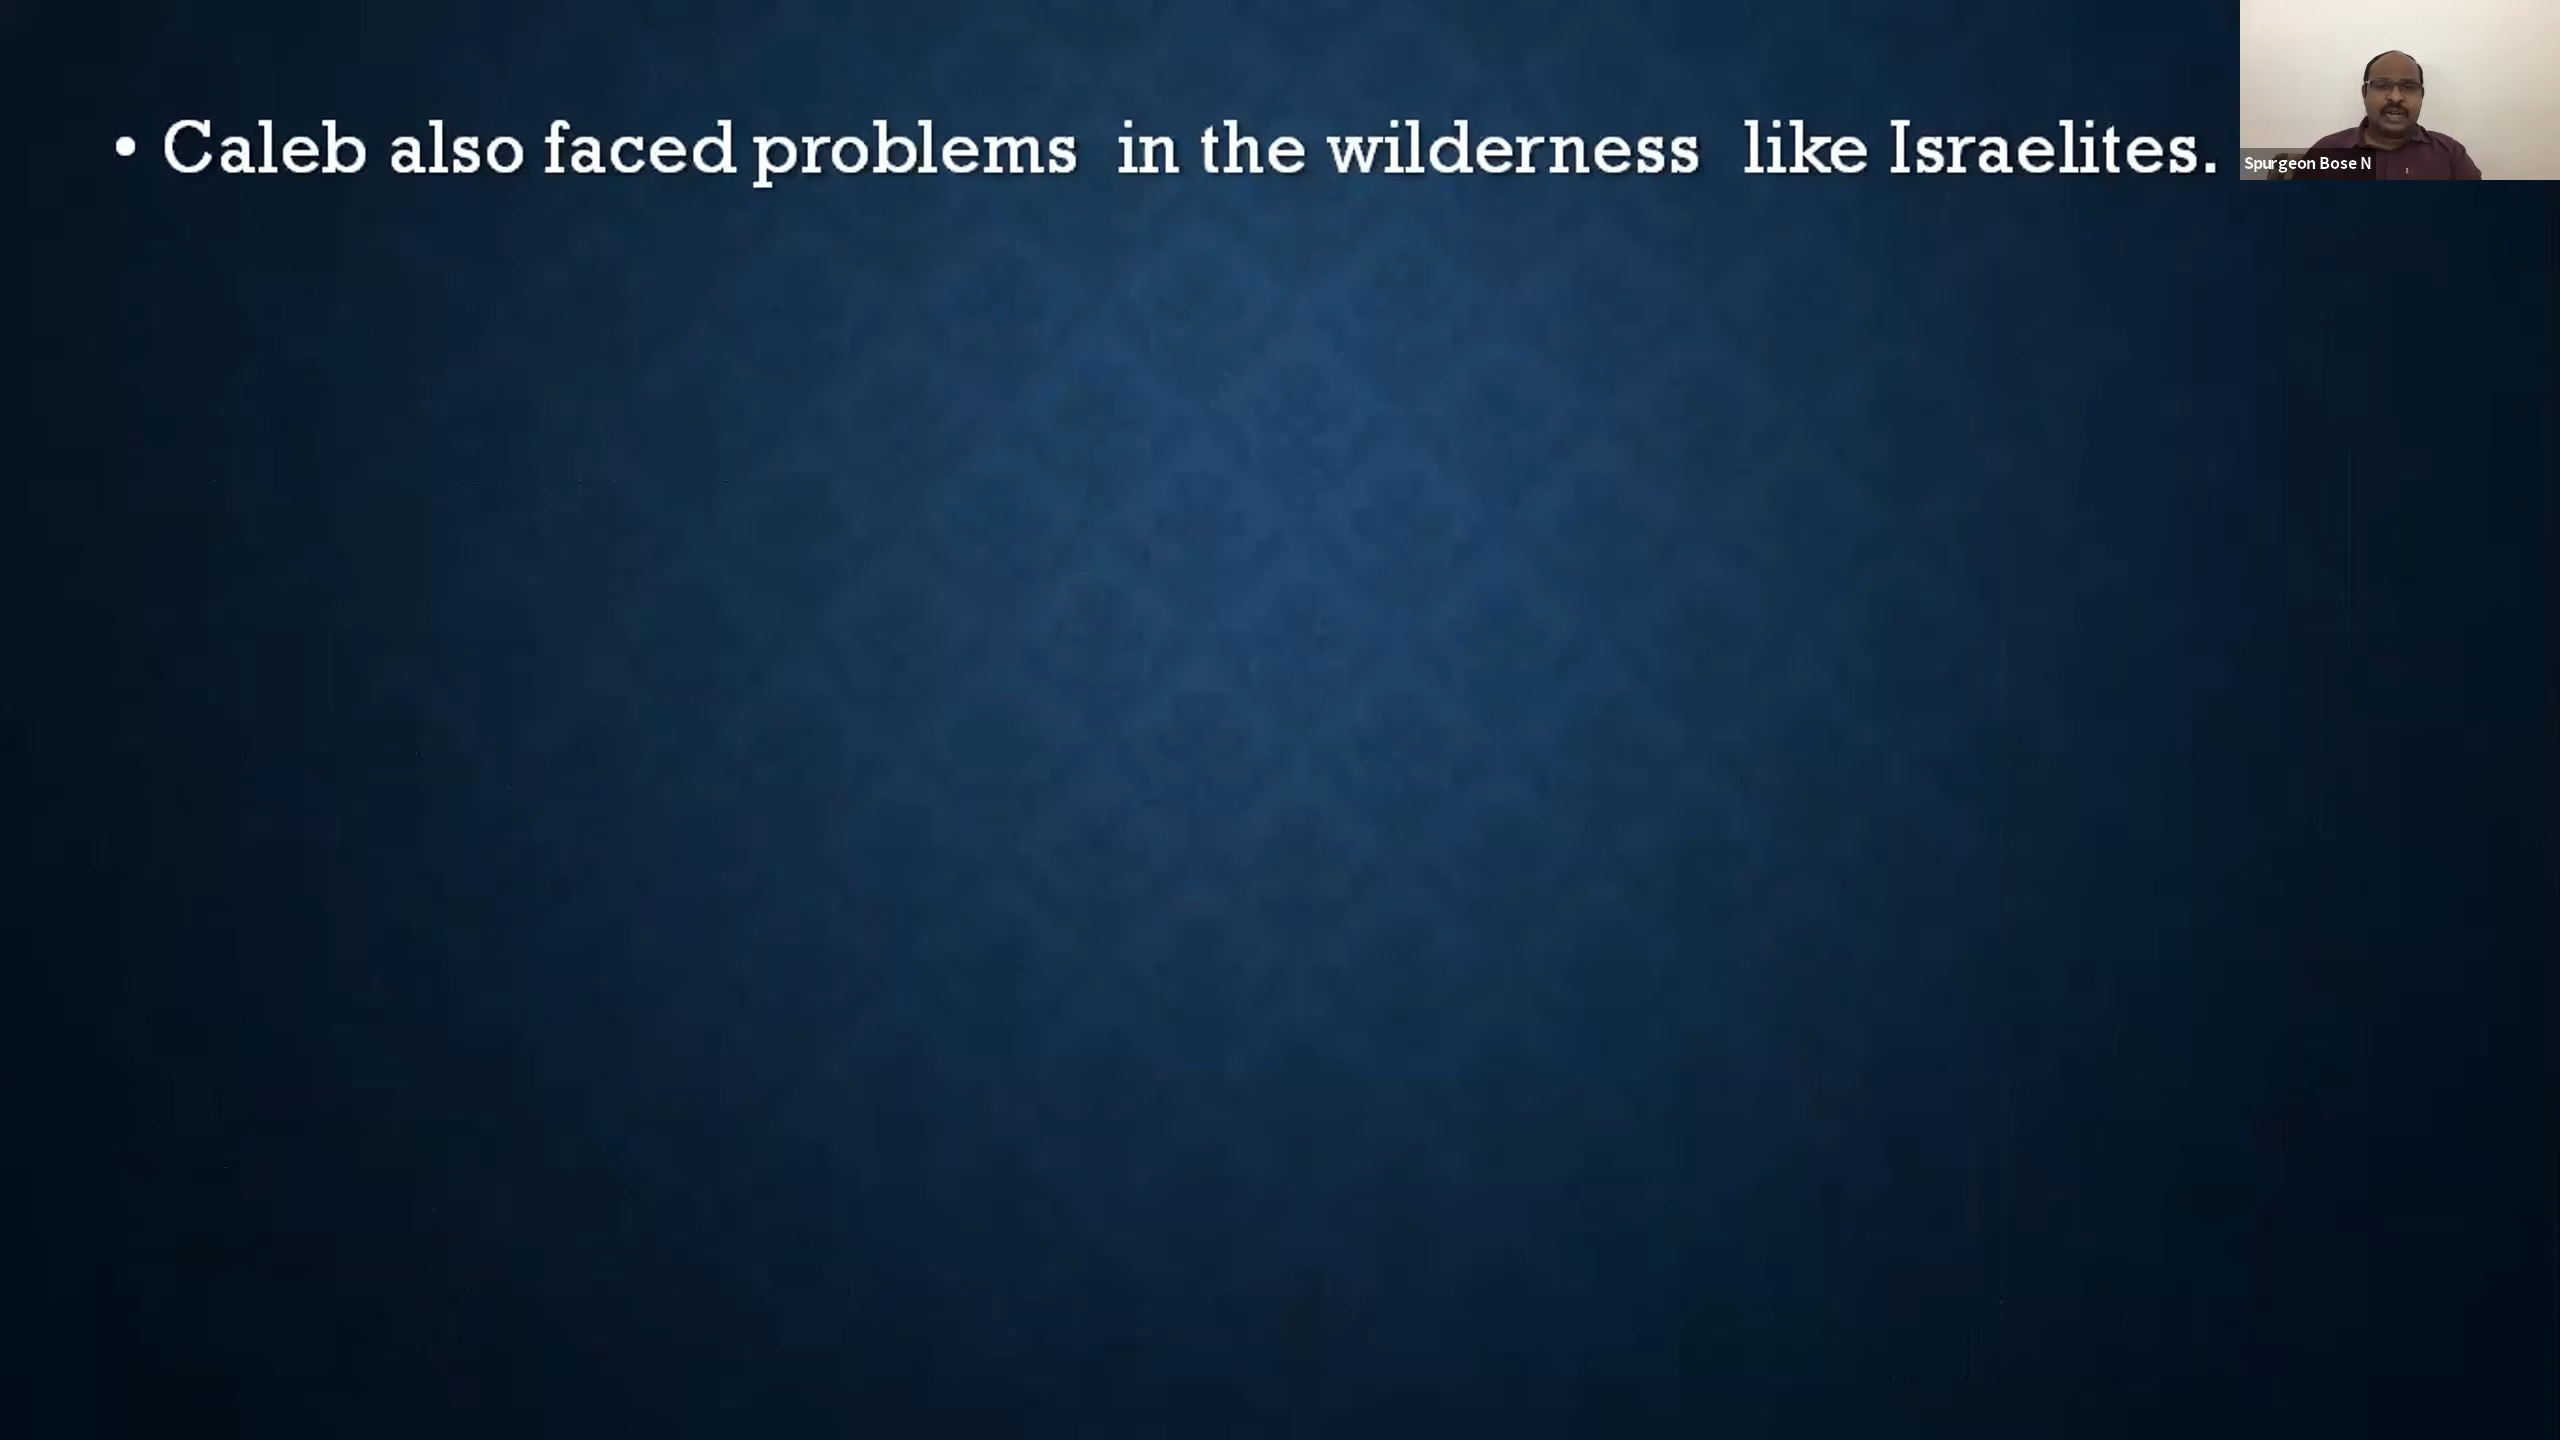 • Caleb also faced problems  in the wilderness  like Israelites.
Spurgeon Bose N